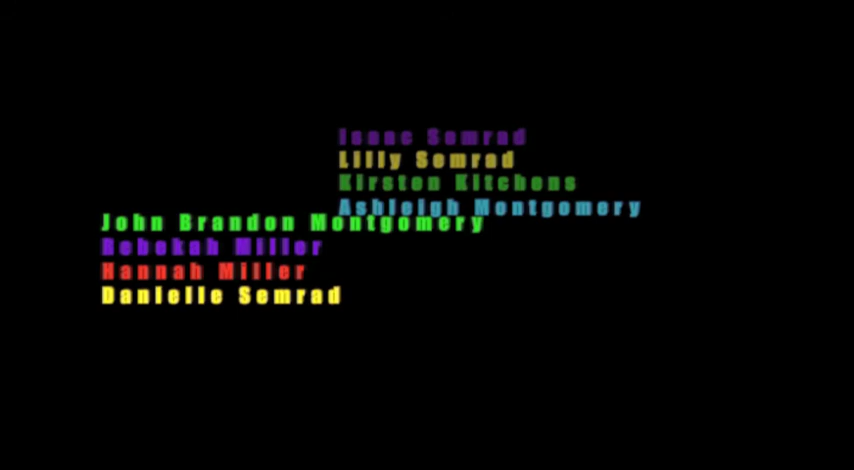 Isaac Semrad
Lilly Semrad
Kirsten Kitchens
Ashleigh Montgomery
John Brandon Montgomery
Rebekah Miller
Hannah Miller
Danielle Semrad